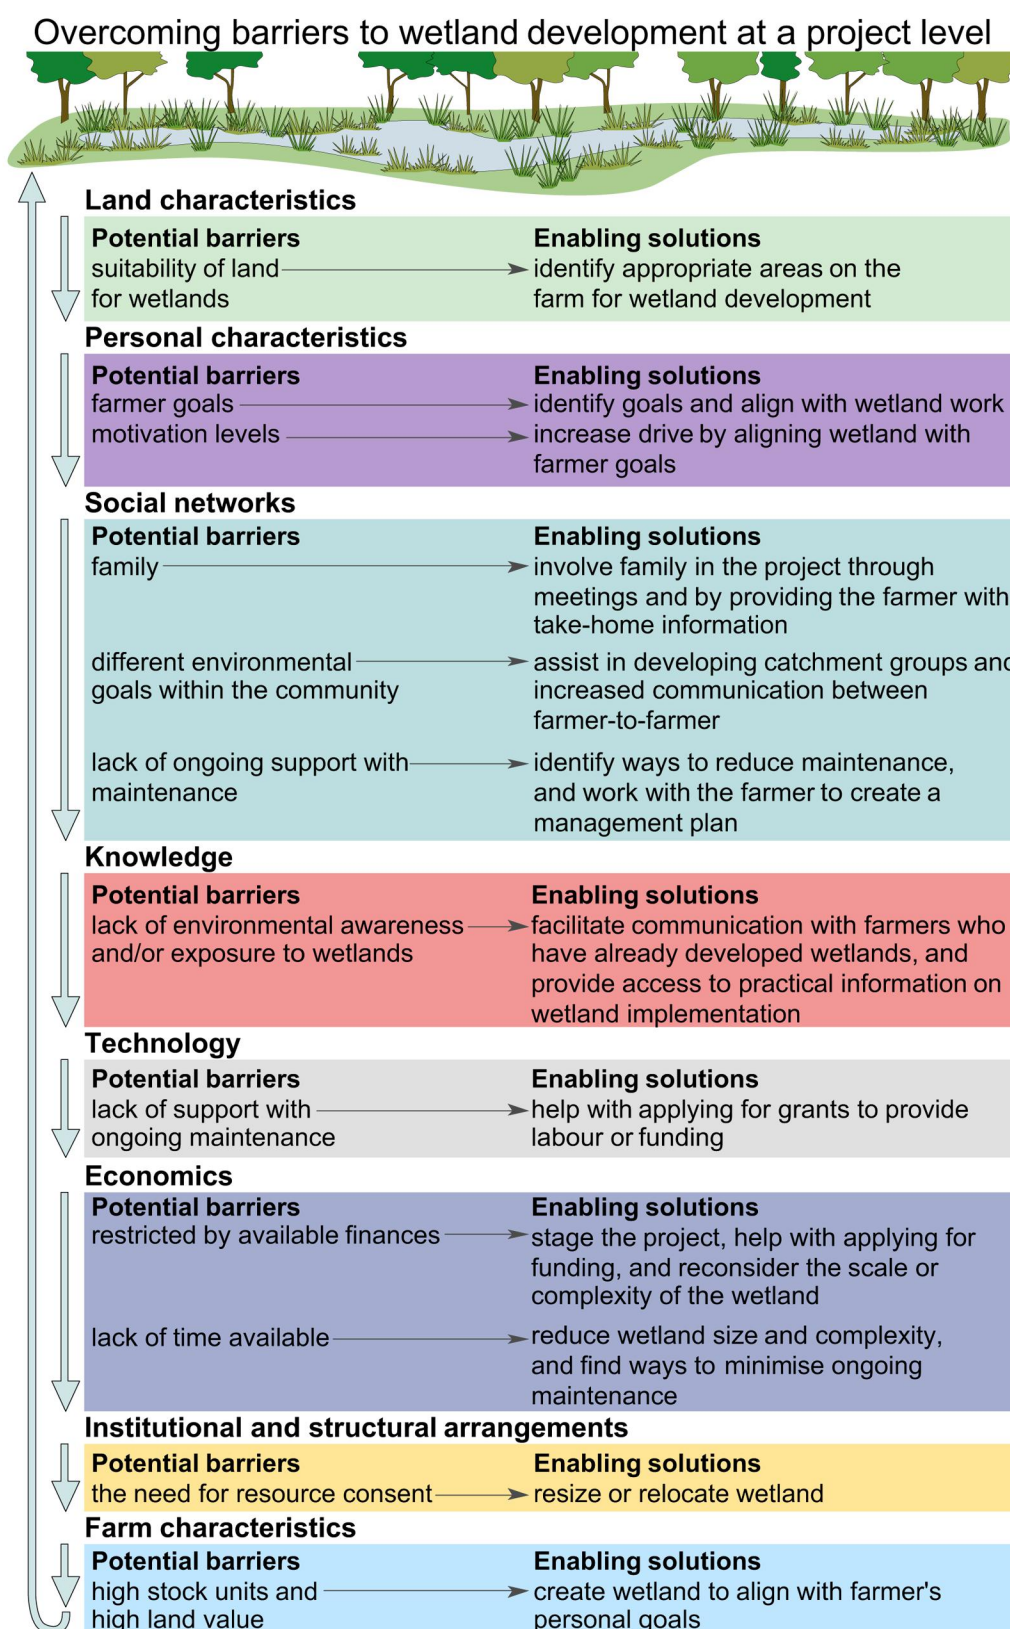 Overcoming barriers to wetland development at a project level
Land characteristics
Potential barriers
suitability of land
for wetlands
Enabling solutions
identify appropriate areas on the
farm for wetland development
Personal characteristics
Potential barriers
farmer goals
motivation levels
Enabling solutions
identify goals and align with wetland work
increase drive by aligning wetland with
farmer goals
Social networks
Potential barriers
Enabling solutions
family
involve family in the project through
meetings and by providing the farmer with
take-home information
different environmental
goals within the community
assist in developing catchment groups and
increased communication between
farmer-to-farmer
lack of ongoing support with
maintenance
identify ways to reduce maintenance,
and work with the farmer to create a
management plan
Knowledge
Potential barriers
lack of environmental awareness
and/or exposure to wetlands
Enabling solutions
facilitate communication with farmers who
have already developed wetlands, and
provide access to practical information on
wetland implementation
Technology
Potential barriers
lack of support with
ongoing maintenance
Enabling solutions
help with applying for grants to provide
labour or funding
Economics
Potential barriers
Enabling solutions
restricted by available finances
stage the project, help with applying for
funding, and reconsider the scale or
complexity of the wetland
lack of time available
reduce wetland size and complexity,
and find ways to minimise ongoing
maintenance
Institutional and structural arrangements
Potential barriers
the need for resource consent
Enabling solutions
resize or relocate wetland
Farm characteristics
Potential barriers
high stock units and
high land value
Enabling solutions
create wetland to align with farmer's
personal goals